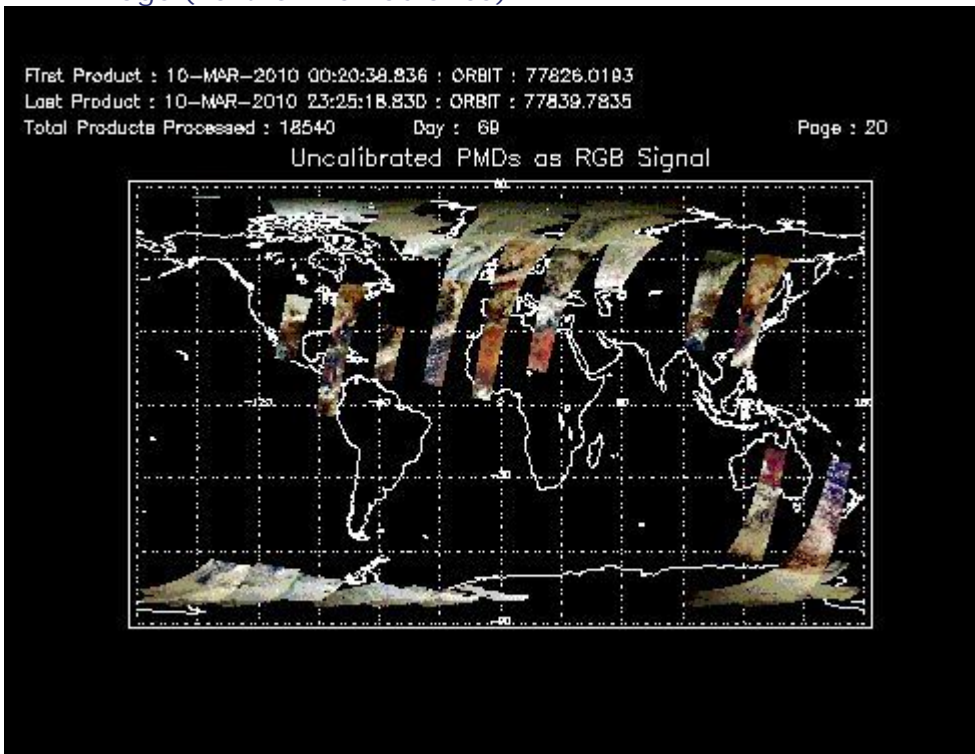 First Product : 10-MAR-2010 00:20:38.836 : ORBIT : 77826.0193
Last Product : 10-MAR-2010 23:25:18.830 : ORBIT : 77839.7835
Total Products Processed : 18540 Day : 69 Page : 20
Uncalibrated PMDs as RGB Signal